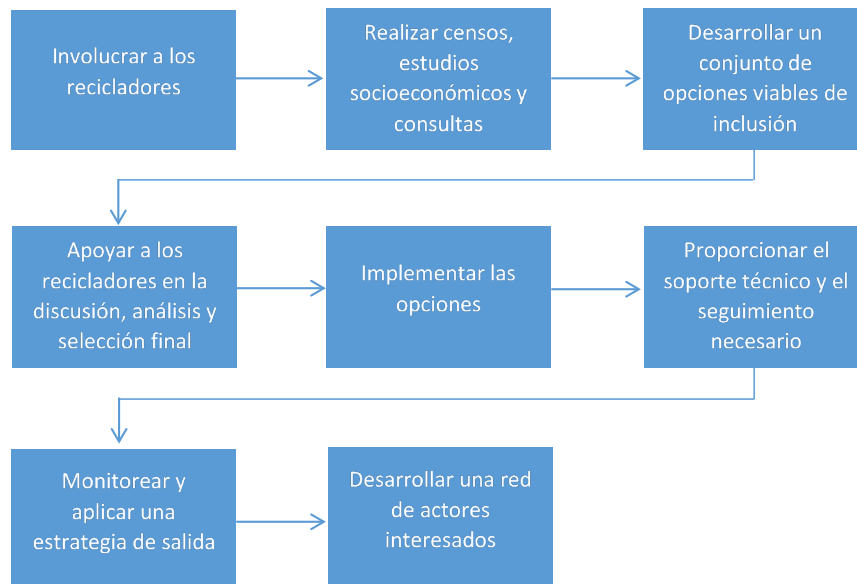 Involucrar a los
recicladores
Realizar censos,
estudios
socioeconómicos y
consultas
Desarrollar un
conjunto de
opciones viables de
inclusión
Apoyar a los
recicladores en la
discusión, análisis y
selección final
Implementar las
opciones
Proporcionar el
soporte técnico y el
seguimiento
necesario
Monitorear y
aplicar una
estrategia de salida
Desarrollar una red
de actores
interesados